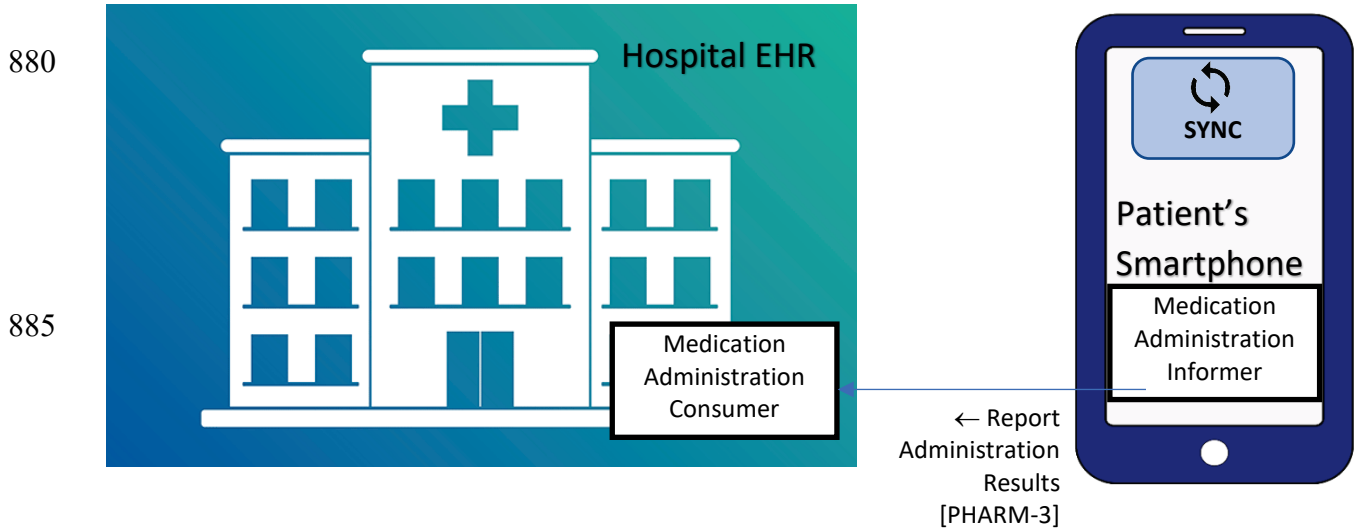 880
Hospital EHR
SYNC
Patient's
Smartphone
885
Medication
Administration
Consumer
Medication
Administration
Informer
← Report
Administration
Results
[PHARM-3]